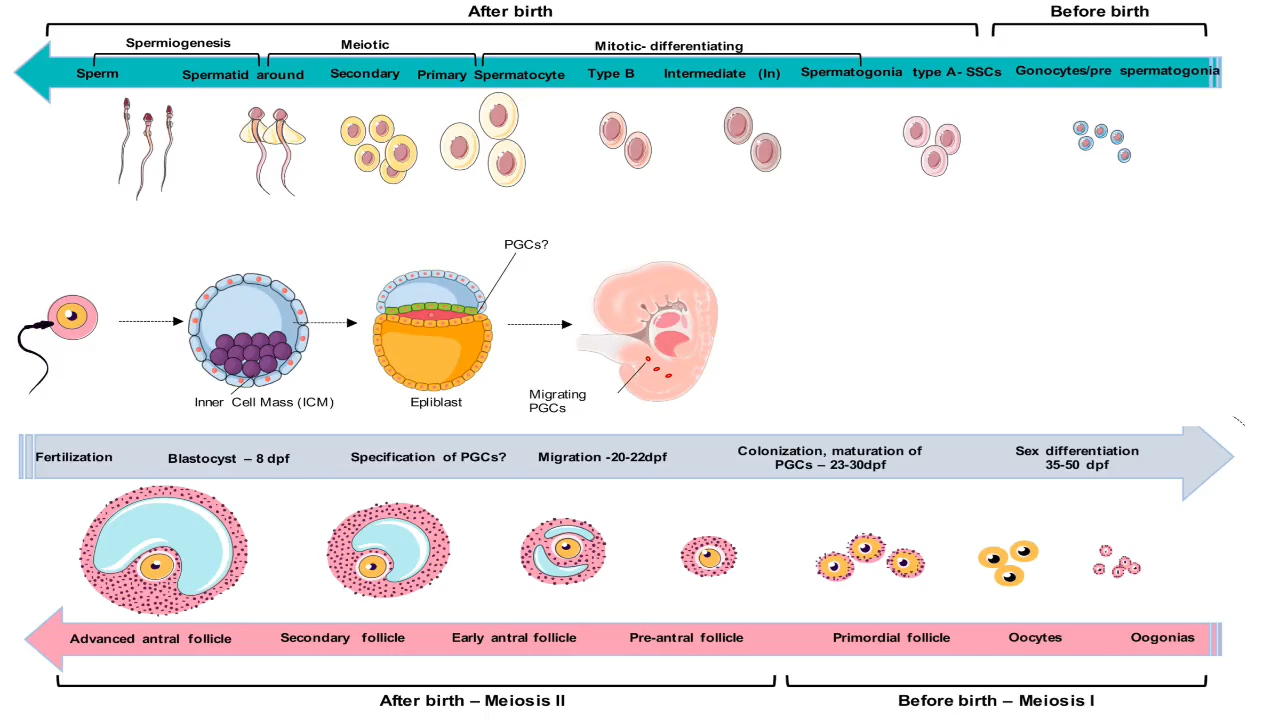 After birth
Before birth
Spermiogenesis
Meiotic
Mitotic- differentiating
Sperm
Spermatid around
Secondary
Primary Spermatocyte
Type B
Intermediate (In)
Spermatogonia type A- SSCs
Gonocytes/pre spermatogonia
PGCs?
Inner Cell Mass (ICM)
Epliblast
Migrating
PGCs
Fertilization
Blastocyst – 8 dpf
Specification of PGCs?
Migration -20-22dpf
Colonization, maturation of
PGCs – 23-30dpf
Sex differentiation
35-50 dpf
Advanced antral follicle
Secondary follicle
Early antral follicle
Pre-antral follicle
Primordial follicle
Oocytes
Oogonias
After birth – Meiosis II
Before birth – Meiosis I